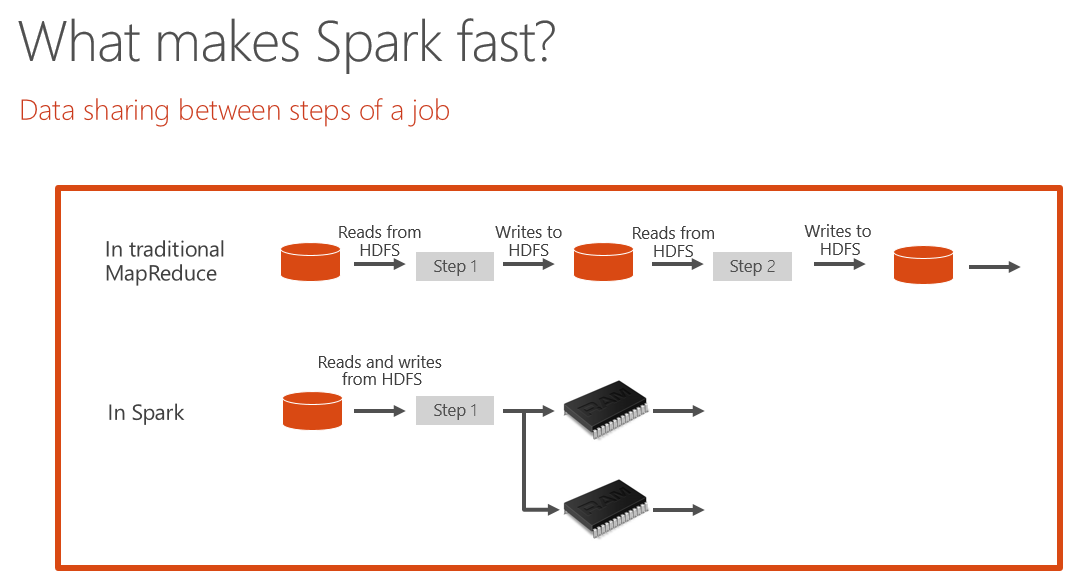 What makes Spark fast?
Data sharing between steps of a job
In traditional
MapReduce
Reads from
HDFS
Step 1
Writes to
HDFS
Reads from
HDFS
Step 2
Writes to
HDFS
In Spark
Reads and writes
from HDFS
Step 1
RAM
RAM